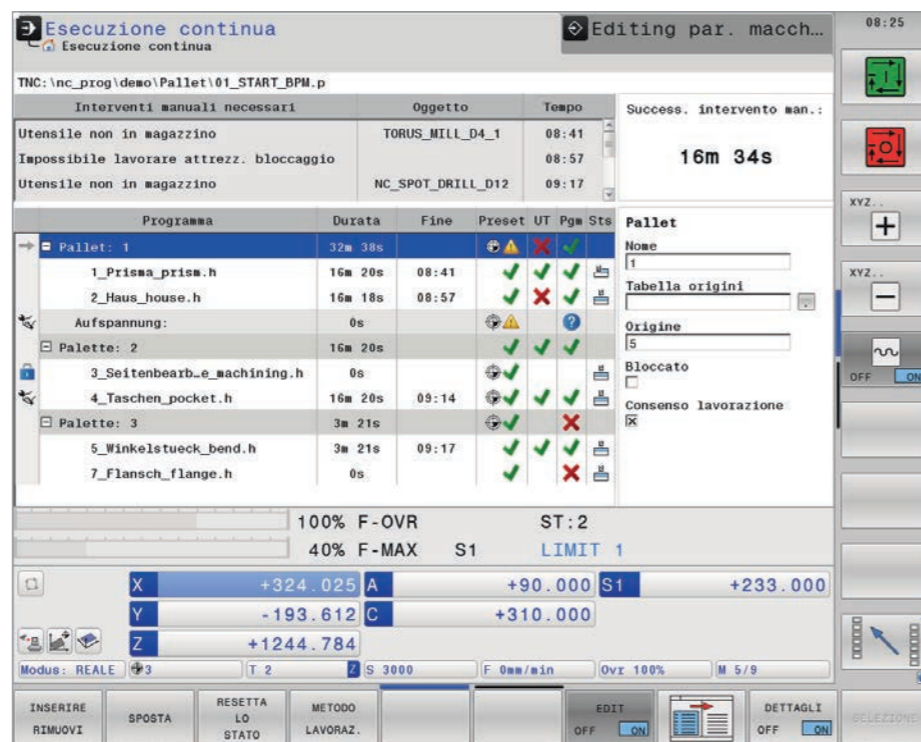 Esecuzione continua
Esecuzione continua
Editing par. macch…
08:25
TNC:\nc_prog\demo\Pallet\01_START_BPM.p
Interventi manuali necessari Oggetto Tempo
Utensile non in magazzino TORUS_MILL_D4_1 08:41
Impossibile lavorare attrezz. bloccaggio 08:57
Utensile non in magazzino NC_SPOT_DRILL_D12 09:17
Success. intervento man.:
16m 34s
Programma Durata Fine Preset UT Pgm Sts
Pallet: 1 32m 38s
1_Prisma_prism.h 16m 20s 08:41
2_Haus_house.h 16m 18s 08:57
Aufspannung: 0s
Palette: 2 16m 20s
3_Seitenbearb…e_machining.h 0s
4_Taschen_pocket.h 16m 20s 09:14
Palette: 3 3m 21s
5_Winkelstueck_bend.h 3m 21s 09:17
7_Flansch_flange.h 0s
Pallet
Nome
1
Tabella origini
Origine
5
Bloccato
Consenso lavorazione
XYZ..
XYZ..
OFF ON
100% F-OVR ST:2
40% F-MAX S1 LIMIT 1
X +324.025 A +90.000 S1 +233.000
Y -193.612 C +310.000
Z +1244.784
Modus: REALE 3 T 2 Z S 3000 F 0mm/min Ovr 100% M 5/9
INSERIRE
RIMUOVI
SPOSTA
RESETTA
LO
STATO
METODO
LAVORAZ.
EDIT
OFF ON
DETTAGLI
OFF ON
SELEZIONE